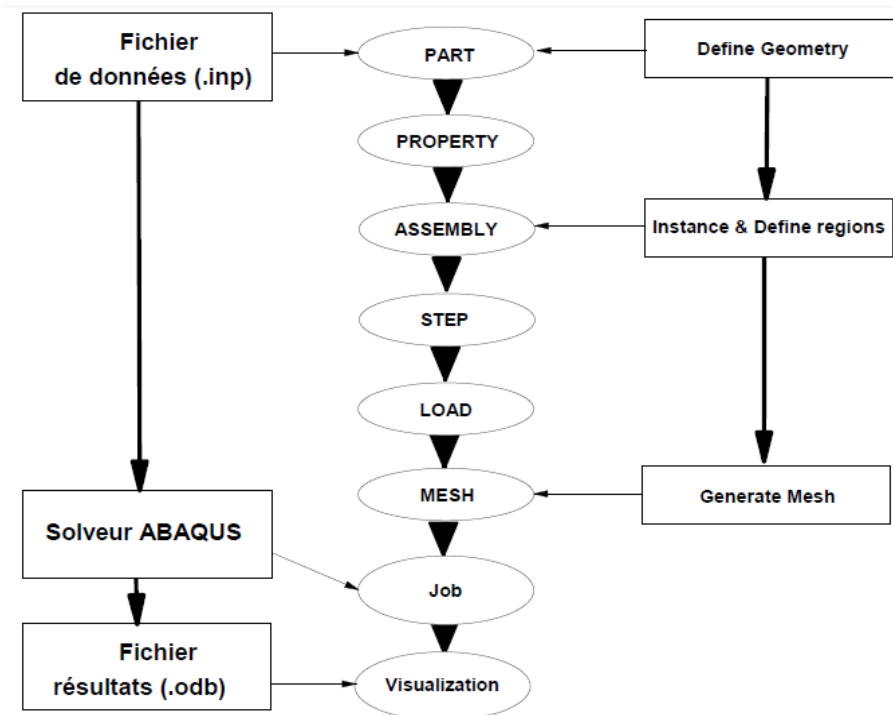 Fichier
de données (.inp)
PART
Define Geometry
PROPERTY
ASSEMBLY
Instance & Define regions
STEP
LOAD
MESH
Generate Mesh
Solveur ABAQUS
Job
Fichier
résultats (.odb)
Visualization